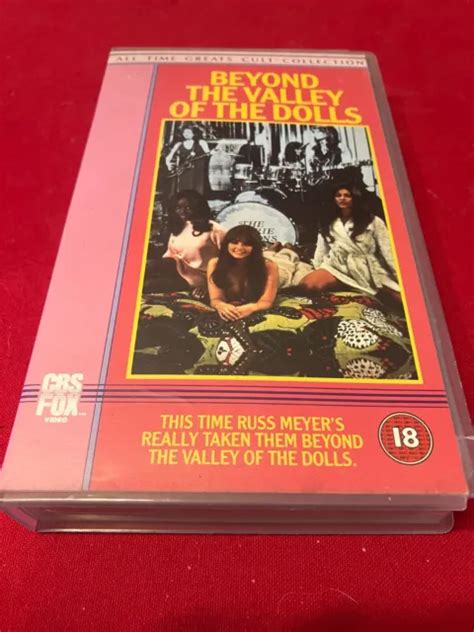 ALL TIME GREATS CULT COLLECTION
BEYOND
THE VALLEY
OF THE DOLLS
THE
CBS
FOX
VIDEO
THIS TIME RUSS MEYER'S
REALLY TAKEN THEM BEYOND
THE VALLEY OF THE DOLLS.
18